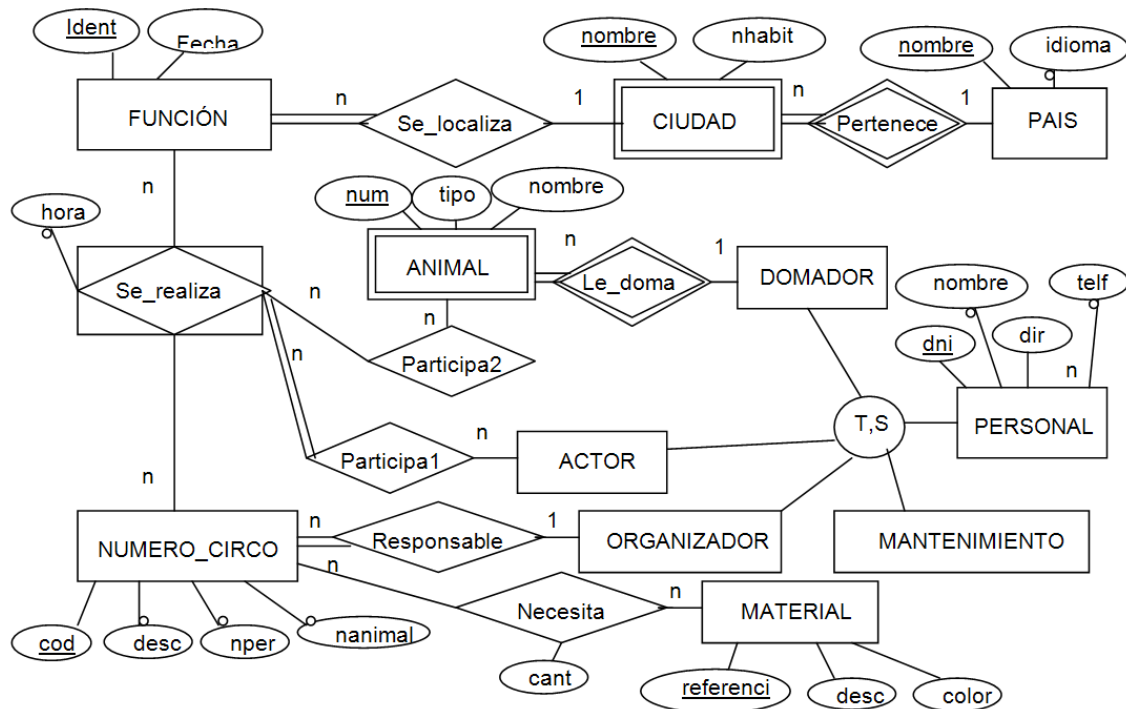 Ident
Fecha
nombre
nhabit
nombre
idioma
FUNCIÓN
n
Se_localiza
1
CIUDAD
n
Pertenece
1
PAIS
n
hora
num
tipo
nombre
ANIMAL
n
Le_doma
1
DOMADOR
nombre
telf
Se_realiza
n
n
Participa2
dni
dir
n
n
PERSONAL
T,S
n
Participa1
n
ACTOR
n
NUMERO_CIRCO
n
Responsable
1
ORGANIZADOR
MANTENIMIENTO
n
Necesita
n
MATERIAL
cod
desc
nper
nanimal
cant
referenci
desc
color